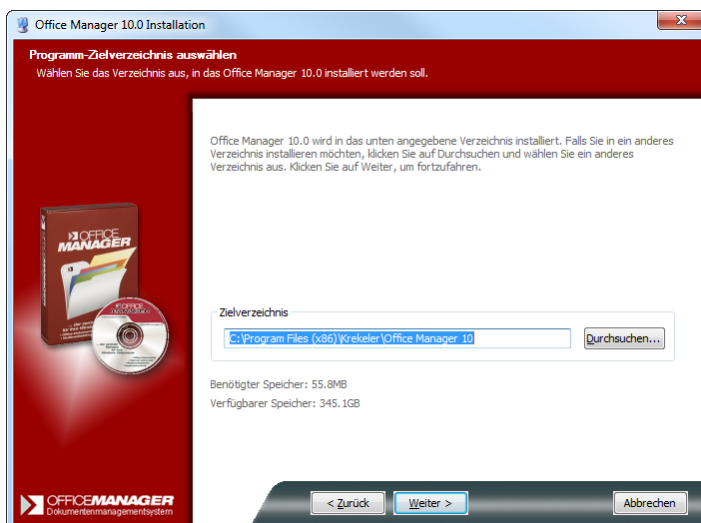 Office Manager 10.0 Installation
Programm-Zielverzeichnis auswählen
Wählen Sie das Verzeichnis aus, in das Office Manager 10.0 installiert werden soll.
Office Manager 10.0 wird in das unten angegebene Verzeichnis installiert. Falls Sie in ein anderes
Verzeichnis installieren möchten, klicken Sie auf Durchsuchen und wählen Sie ein anderes
Verzeichnis aus. Klicken Sie auf Weiter, um fortzufahren.
OFFICE
MANAGER
Zielverzeichnis
C:\Program Files (x86)\Krekeler\Office Manager 10
Durchsuchen...
Benötigter Speicher: 55.8MB
Verfügbarer Speicher: 345.1GB
OFFICEMANAGER
Dokumentenmanagementsystem
< Zurück
Weiter >
Abbrechen